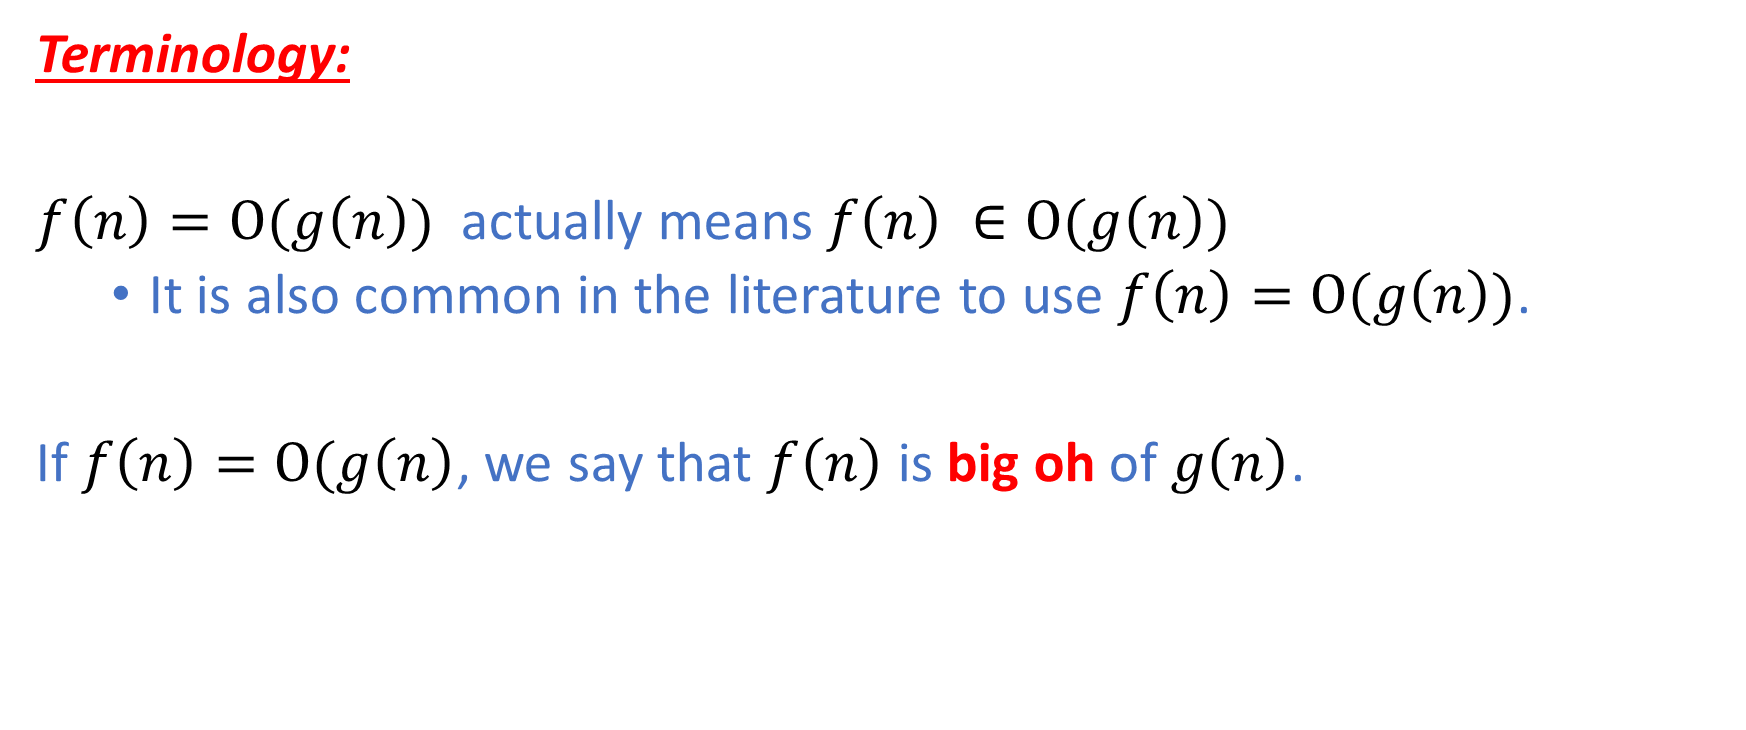 Terminology:
f(n) = O(g(n)) actually means f(n) ∈ O(g(n))
• It is also common in the literature to use f(n) = O(g(n)).
If f(n) = O(g(n), we say that f(n) is big oh of g(n).